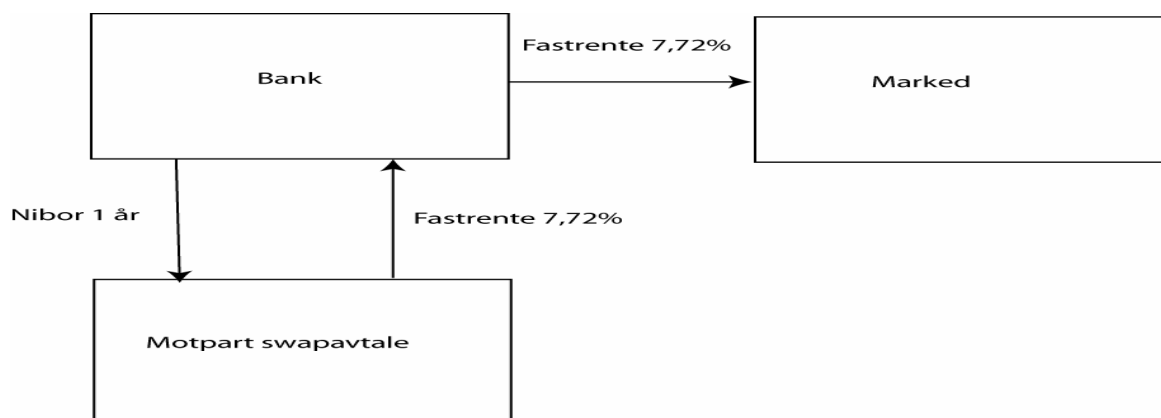 Fastrente 7,72%
Bank
Marked
Nibor 1 år
Fastrente 7,72%
Motpart swapavtale